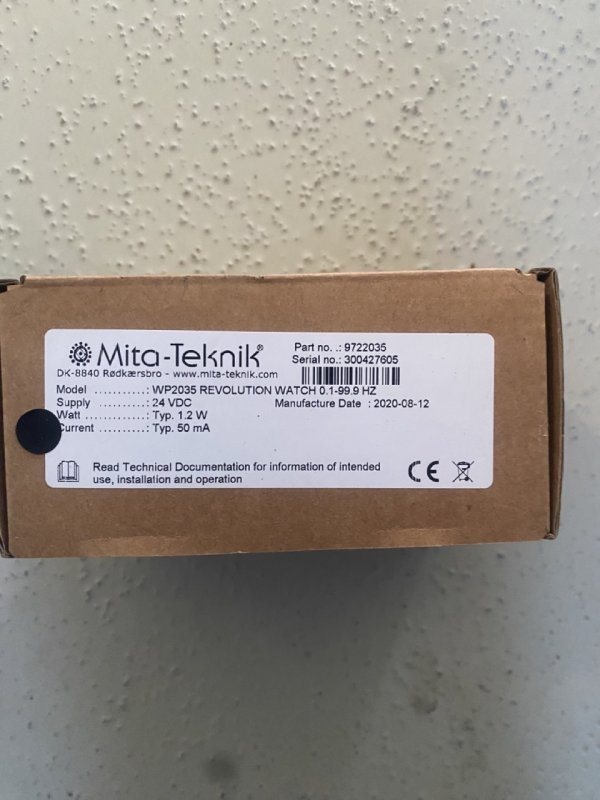 Mita-Teknik®
DK-8840 Rødkærsbro - www.mita-teknik.com
Part no. .: 9722035
Serial no.: 300427605
Model ..........: WP2035 REVOLUTION WATCH 0.1-99.9 HZ
Supply ..........: 24 VDC
Manufacture Date : 2020-08-12
Watt ...........: Typ. 1.2 W
Current .........: Typ. 50 mA
Read Technical Documentation for information of intended
use, installation and operation
CE